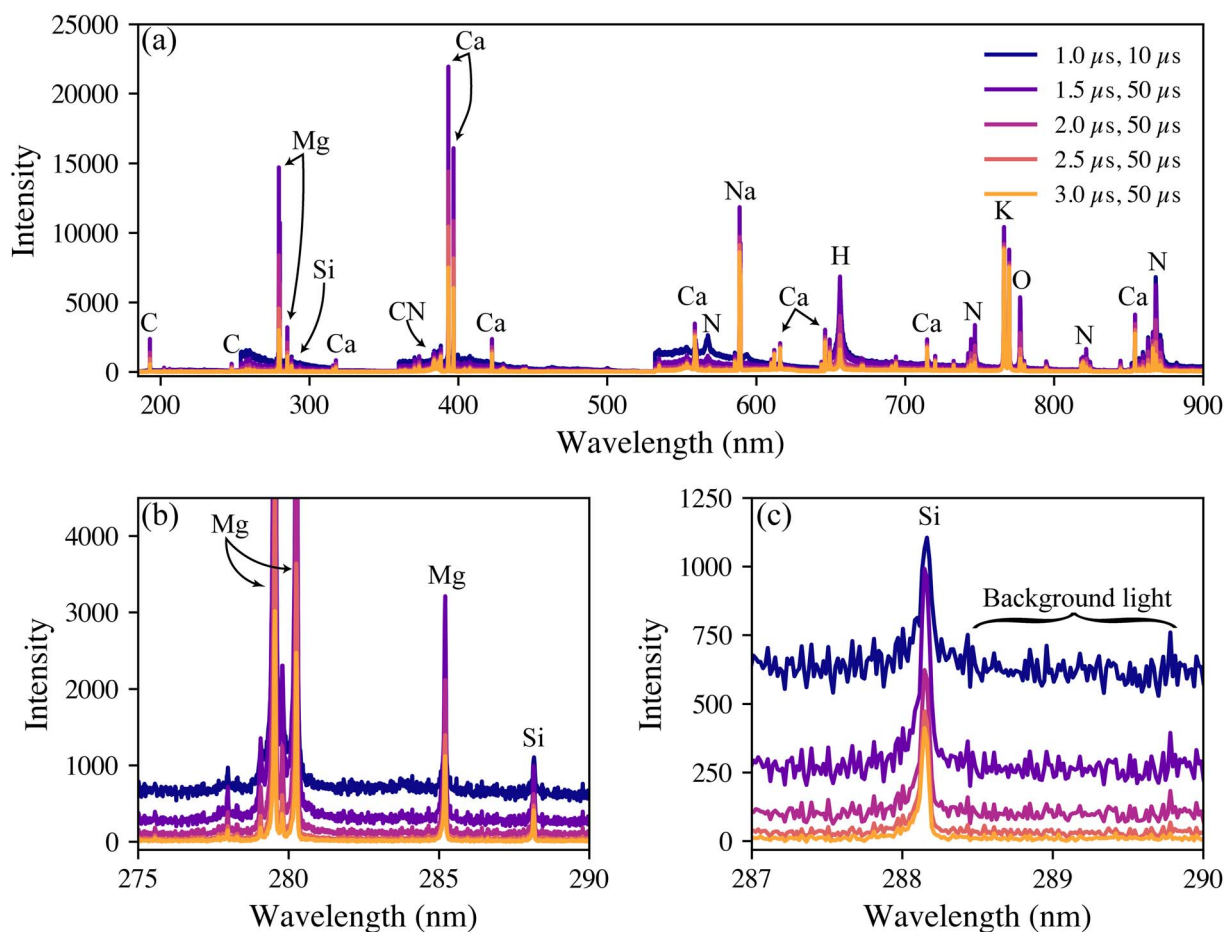 (a)
Intensity
25000
20000
15000
10000
5000
0
200 300 400 500 600 700 800 900
Wavelength (nm)
1.0 μs, 10 μs
1.5 μs, 50 μs
2.0 μs, 50 μs
2.5 μs, 50 μs
3.0 μs, 50 μs
C
C
Mg
Si
Ca
CN
Ca
Ca
Ca
N
Na
Ca
H
Ca
N
K
O
N
Ca
N
(b)
Intensity
4000
3000
2000
1000
0
275 280 285 290
Wavelength (nm)
Mg
Mg
Si
(c)
Intensity
1250
1000
750
500
250
0
287 288 289 290
Wavelength (nm)
Si
Background light